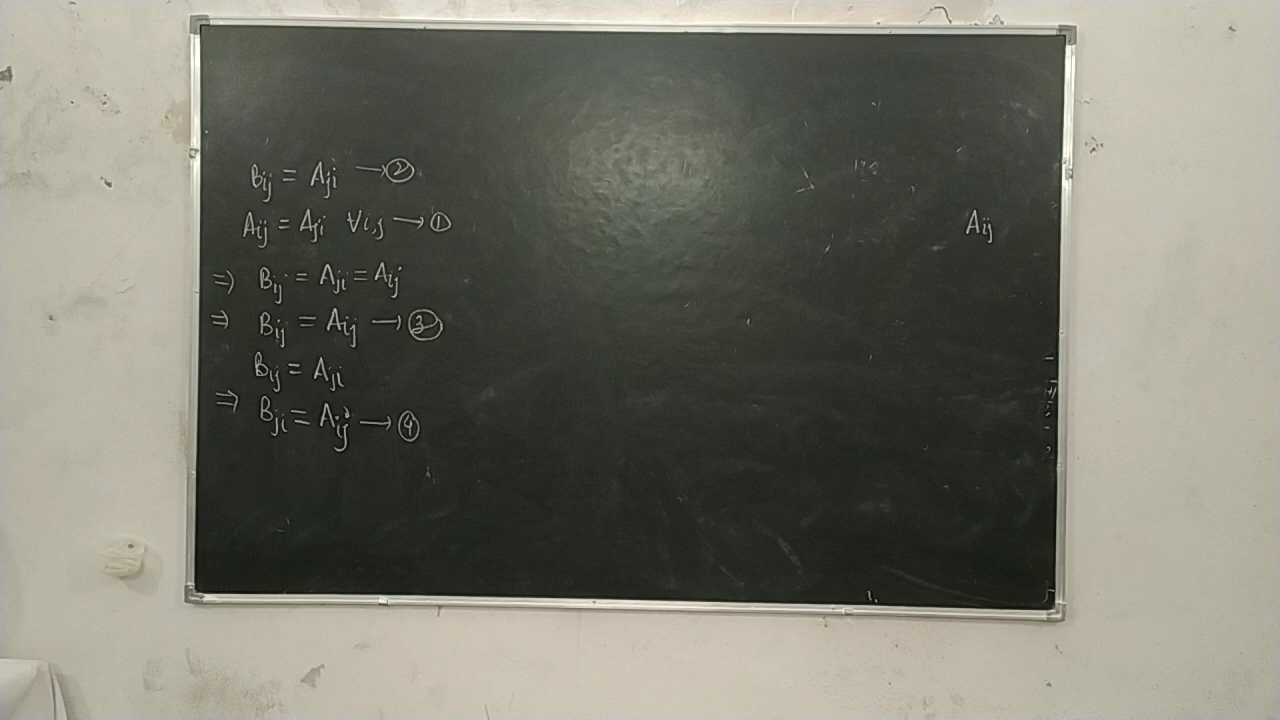 Bij = Aji → ②
Aij = Aji ∀i,j → ①
Aij
⇒ Bij = Aji = Aij
⇒ Bij = Aij → ③
Bij = Aji
⇒ Bji = Aij → ④